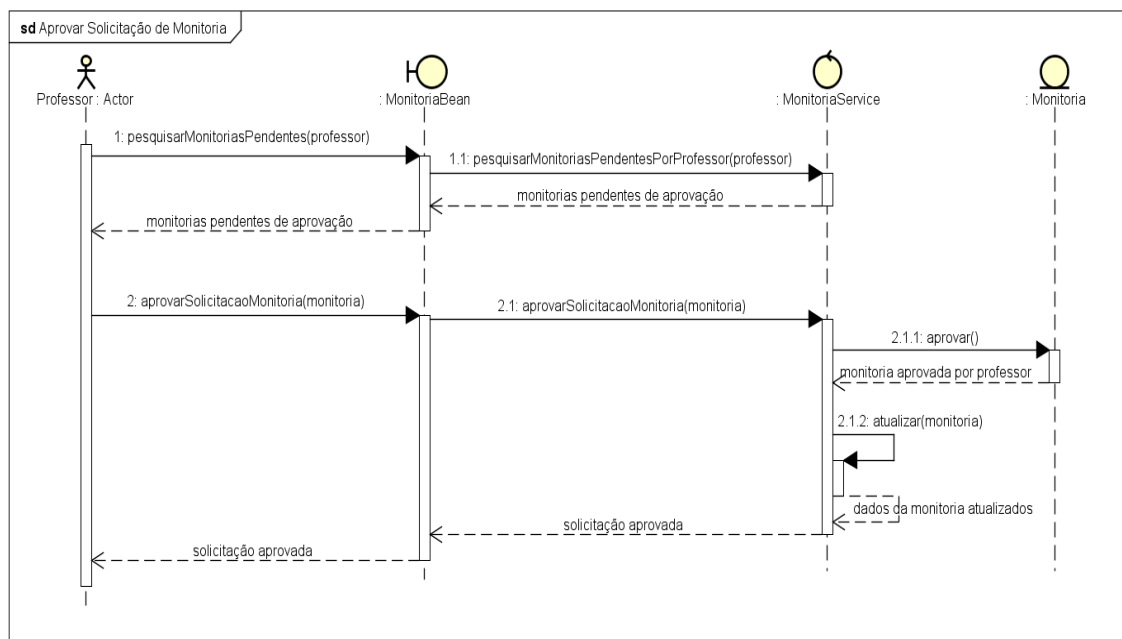 sd Aprovar Solicitação de Monitoria
Professor : Actor
: MonitoriaBean
: MonitoriaService
: Monitoria
1: pesquisarMonitoriasPendentes(professor)
1.1: pesquisarMonitoriasPendentesPorProfessor(professor)
monitorias pendentes de aprovação
monitorias pendentes de aprovação
2: aprovarSolicitacaoMonitoria(monitoria)
2.1: aprovarSolicitacaoMonitoria(monitoria)
2.1.1: aprovar()
monitoria aprovada por professor
2.1.2: atualizar(monitoria)
dados da monitoria atualizados
solicitação aprovada
solicitação aprovada